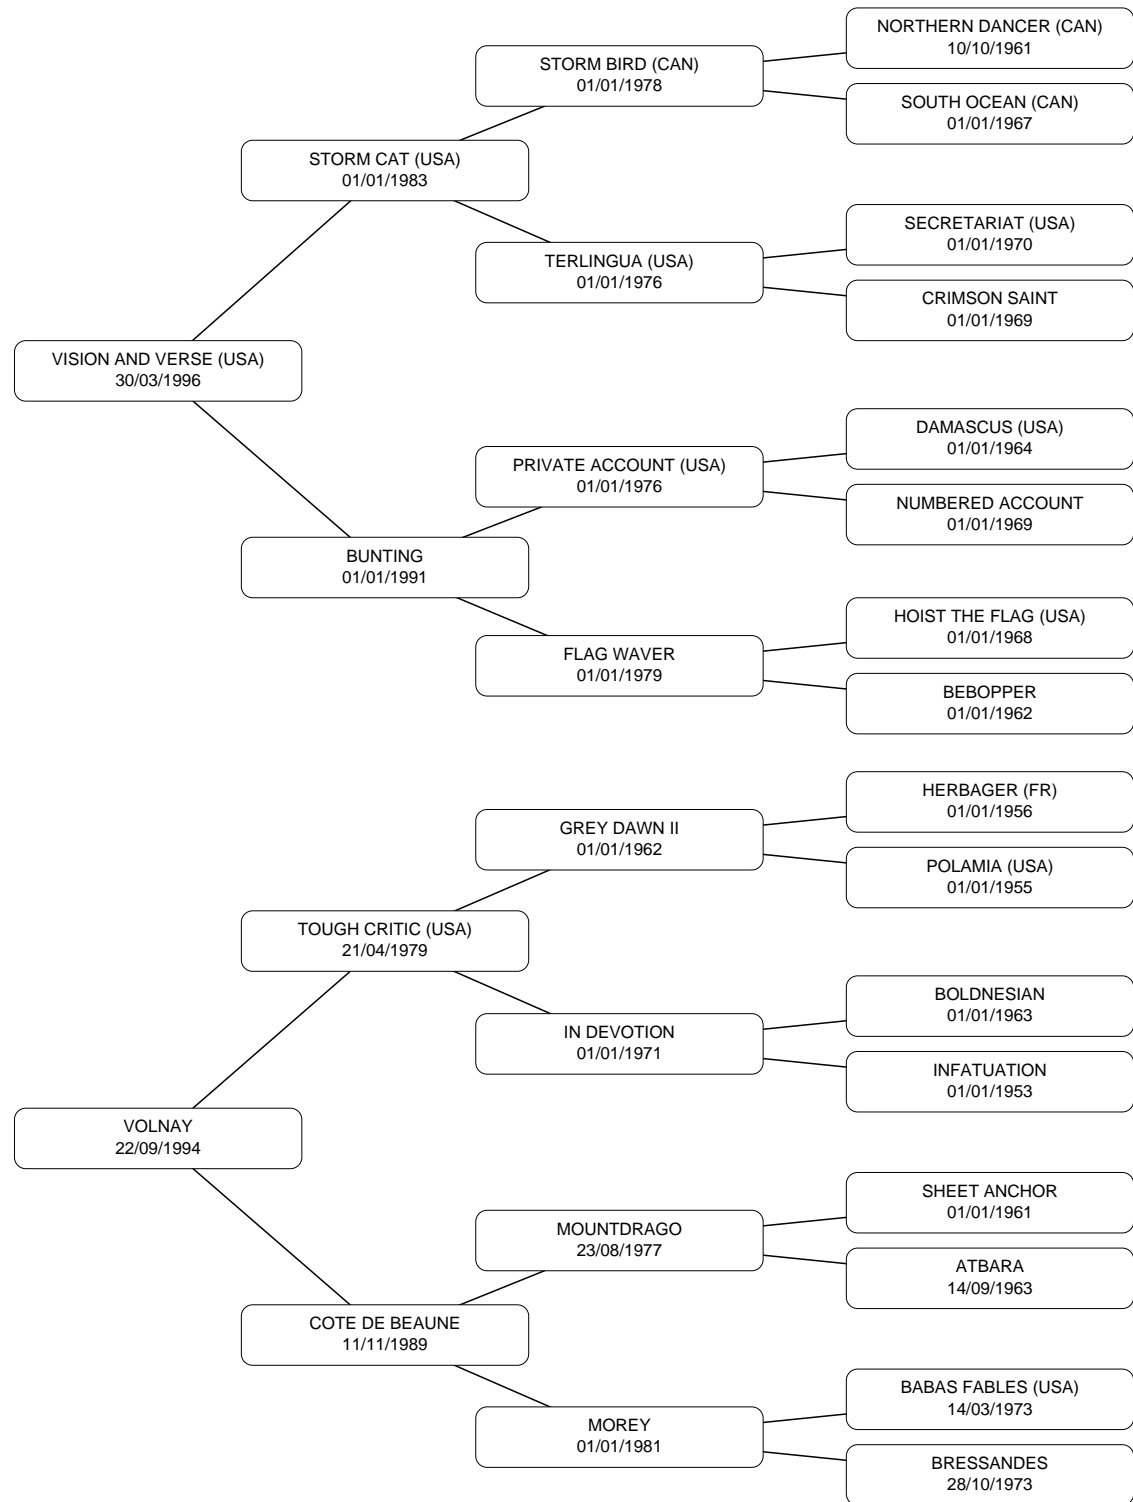 NORTHERN DANCER (CAN)
10/10/1961
STORM BIRD (CAN)
01/01/1978
SOUTH OCEAN (CAN)
01/01/1967
STORM CAT (USA)
01/01/1983
SECRETARIAT (USA)
01/01/1970
TERLINGUA (USA)
01/01/1976
CRIMSON SAINT
01/01/1969
VISION AND VERSE (USA)
30/03/1996
DAMASCUS (USA)
01/01/1964
PRIVATE ACCOUNT (USA)
01/01/1976
NUMBERED ACCOUNT
01/01/1969
BUNTING
01/01/1991
HOIST THE FLAG (USA)
01/01/1968
FLAG WAVER
01/01/1979
BEBOPPER
01/01/1962
HERBAGER (FR)
01/01/1956
GREY DAWN II
01/01/1962
POLAMIA (USA)
01/01/1955
TOUGH CRITIC (USA)
21/04/1979
BOLDNESIAN
01/01/1963
IN DEVOTION
01/01/1971
INFATUATION
01/01/1953
VOLNAY
22/09/1994
SHEET ANCHOR
01/01/1961
MOUNTDRAGO
23/08/1977
ATBARA
14/09/1963
COTE DE BEAUNE
11/11/1989
BABAS FABLES (USA)
14/03/1973
MOREY
01/01/1981
BRESSANDES
28/10/1973